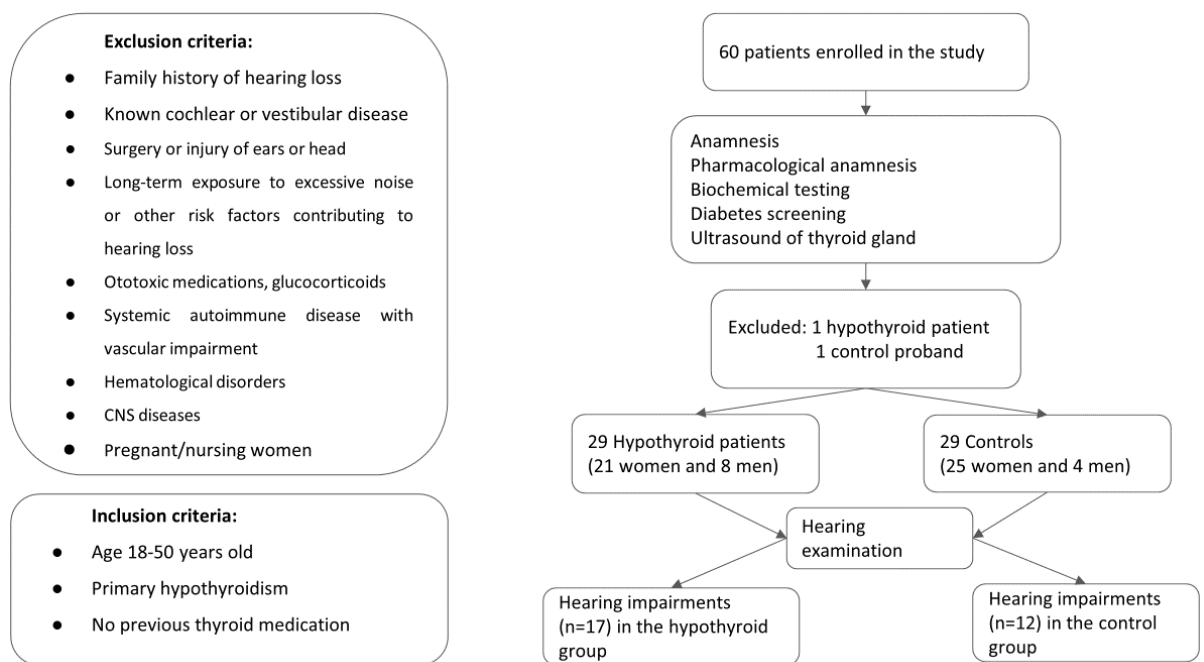 Exclusion criteria:
● Family history of hearing loss
● Known cochlear or vestibular disease
● Surgery or injury of ears or head
● Long-term exposure to excessive noise
or other risk factors contributing to
hearing loss
● Ototoxic medications, glucocorticoids
● Systemic autoimmune disease with
vascular impairment
● Hematological disorders
● CNS diseases
● Pregnant/nursing women
Inclusion criteria:
● Age 18-50 years old
● Primary hypothyroidism
● No previous thyroid medication
60 patients enrolled in the study
Anamnesis
Pharmacological anamnesis
Biochemical testing
Diabetes screening
Ultrasound of thyroid gland
Excluded: 1 hypothyroid patient
1 control proband
29 Hypothyroid patients
(21 women and 8 men)
29 Controls
(25 women and 4 men)
Hearing
examination
Hearing impairments
(n=17) in the hypothyroid
group
Hearing impairments
(n=12) in the control
group